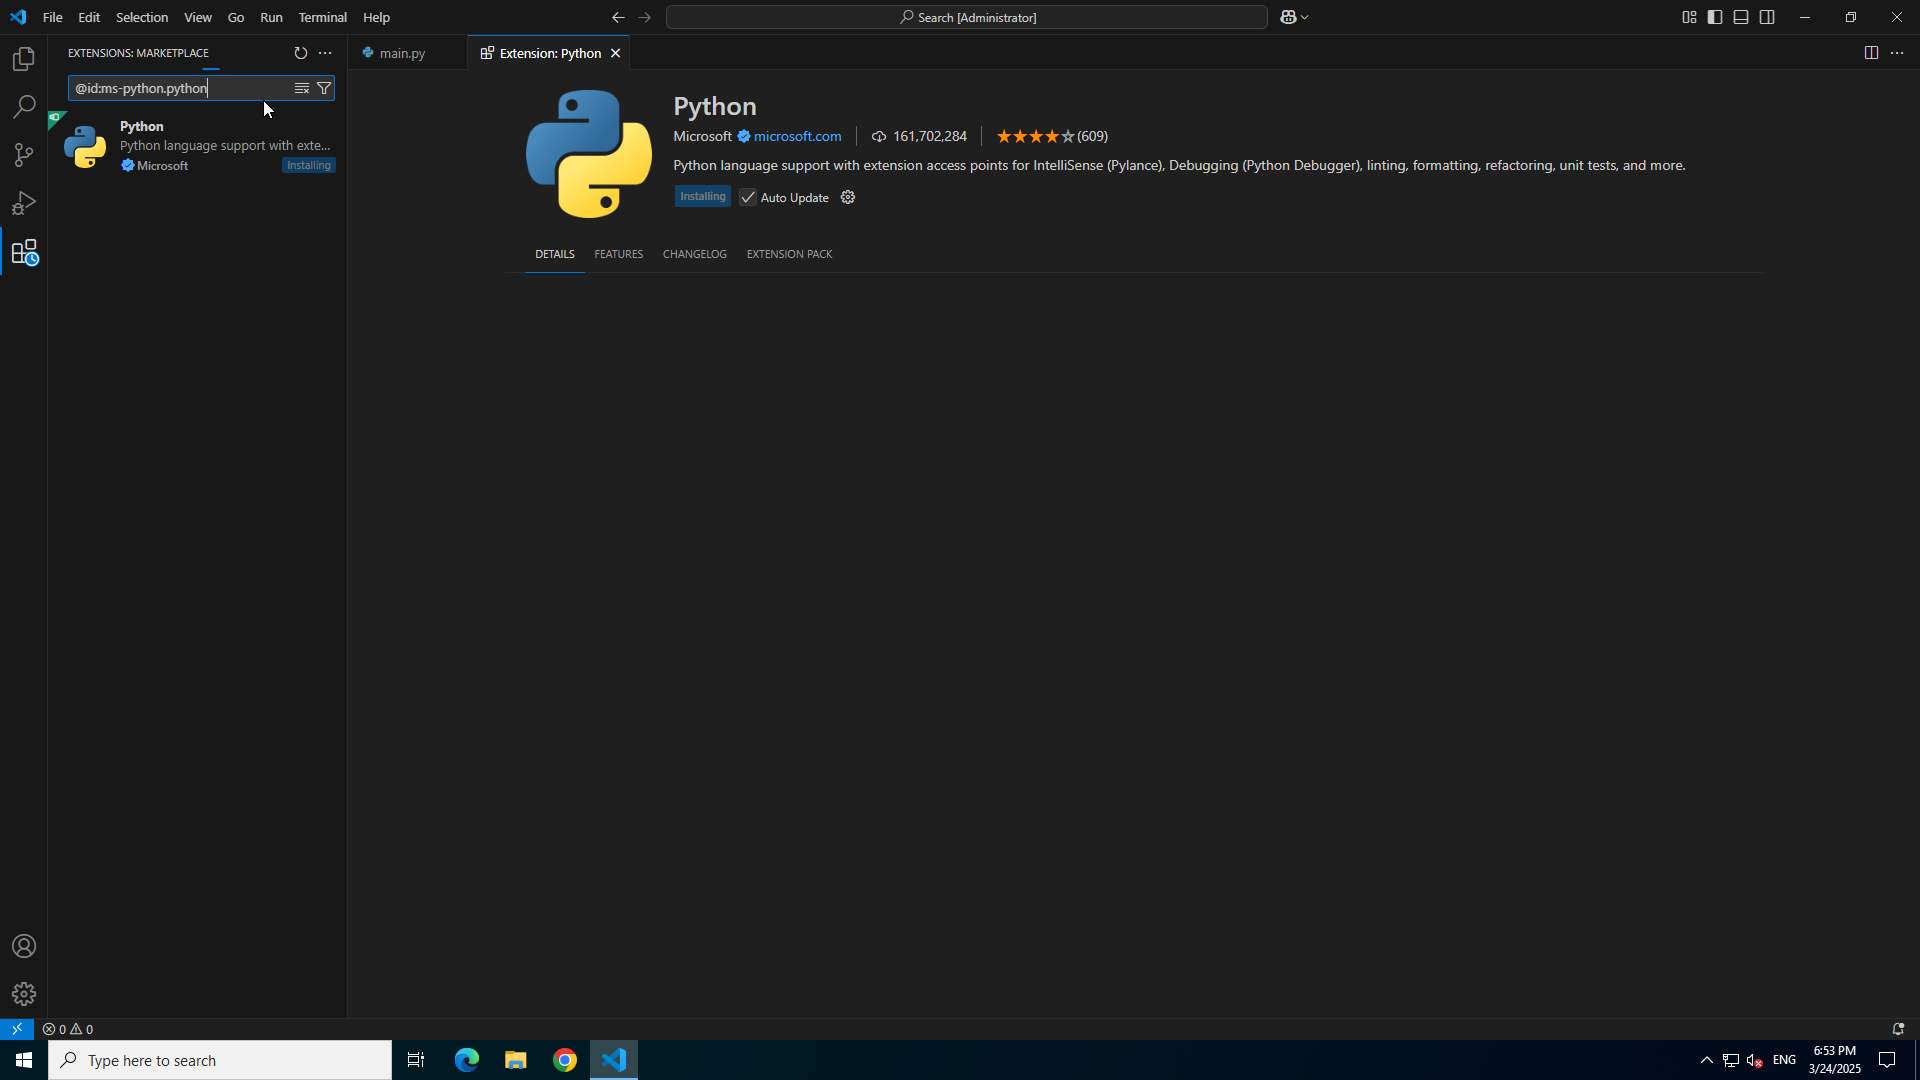 File Edit Selection View Go Run Terminal Help
Search [Administrator]
EXTENSIONS: MARKETPLACE
main.py
Extension: Python
@id:ms-python.python
Python
Python language support with exte...
Microsoft
Installing
Python
Microsoft microsoft.com 161,702,284 (609)
Python language support with extension access points for IntelliSense (Pylance), Debugging (Python Debugger), linting, formatting, refactoring, unit tests, and more.
Installing Auto Update
DETAILS FEATURES CHANGELOG EXTENSION PACK
0 0
Type here to search
ENG
6:53 PM
3/24/2025